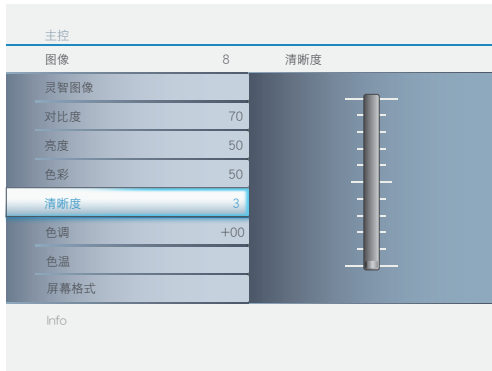 主控
图像 8 清晰度
灵智图像
对比度 70
亮度 50
色彩 50
清晰度 3
色调 +00
色温
屏幕格式
Info